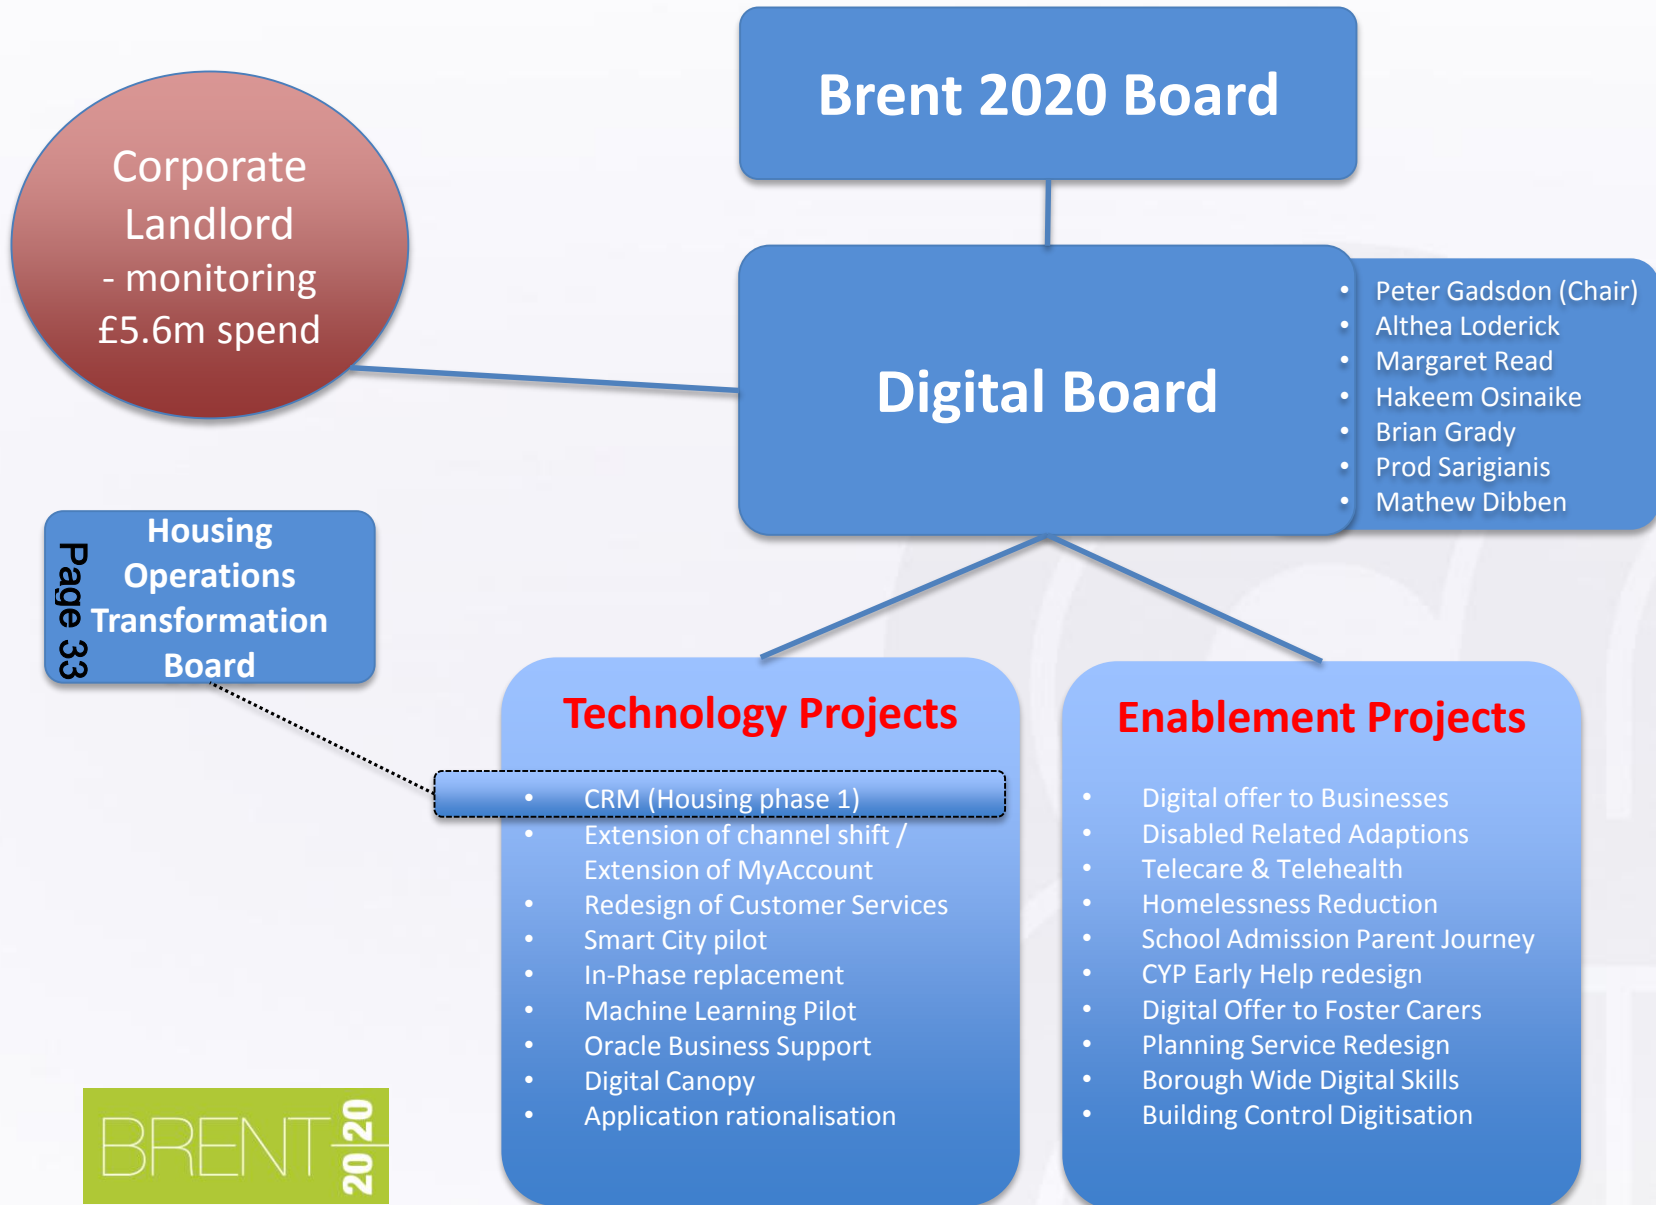 Brent 2020 Board
Corporate
Landlord
- monitoring
£5.6m spend
Digital Board
• Peter Gadsdon (Chair)
• Althea Loderick
• Margaret Read
• Hakeem Osinaike
• Brian Grady
• Prod Sarigianis
• Mathew Dibben
Housing
Operations
Transformation
Board
Page 33
Technology Projects
• CRM (Housing phase 1)
• Extension of channel shift /
Extension of MyAccount
• Redesign of Customer Services
• Smart City pilot
• In-Phase replacement
• Machine Learning Pilot
• Oracle Business Support
• Digital Canopy
• Application rationalisation
Enablement Projects
• Digital offer to Businesses
• Disabled Related Adaptions
• Telecare & Telehealth
• Homelessness Reduction
• School Admission Parent Journey
• CYP Early Help redesign
• Digital Offer to Foster Carers
• Planning Service Redesign
• Borough Wide Digital Skills
• Building Control Digitisation
BRENT 20 20